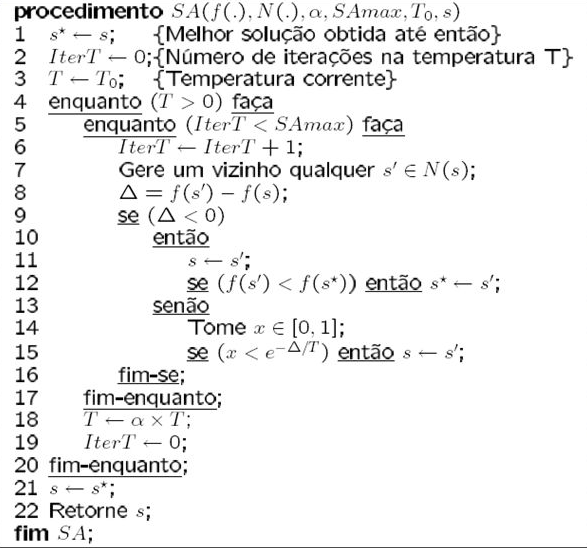 procedimento SA(f(.), N(.), α, SAmax, T₀, s)
1 s* ← s; {Melhor solução obtida até então}
2 IterT ← 0; {Número de iterações na temperatura T}
3 T ← T₀; {Temperatura corrente}
4 enquanto (T > 0) faça
5 enquanto (IterT < SAmax) faça
6 IterT ← IterT + 1;
7 Gere um vizinho qualquer s′ ∈ N(s);
8 Δ = f(s′) − f(s);
9 se (Δ < 0)
10 então
11 s ← s′;
12 se (f(s′) < f(s*)) então s* ← s′;
13 senão
14 Tome x ∈ [0, 1];
15 se (x < e^{−Δ/T}) então s ← s′;
16 fim-se;
17 fim-enquanto;
18 T ← α × T;
19 IterT ← 0;
20 fim-enquanto;
21 s ← s*;
22 Retorne s;
fim SA;